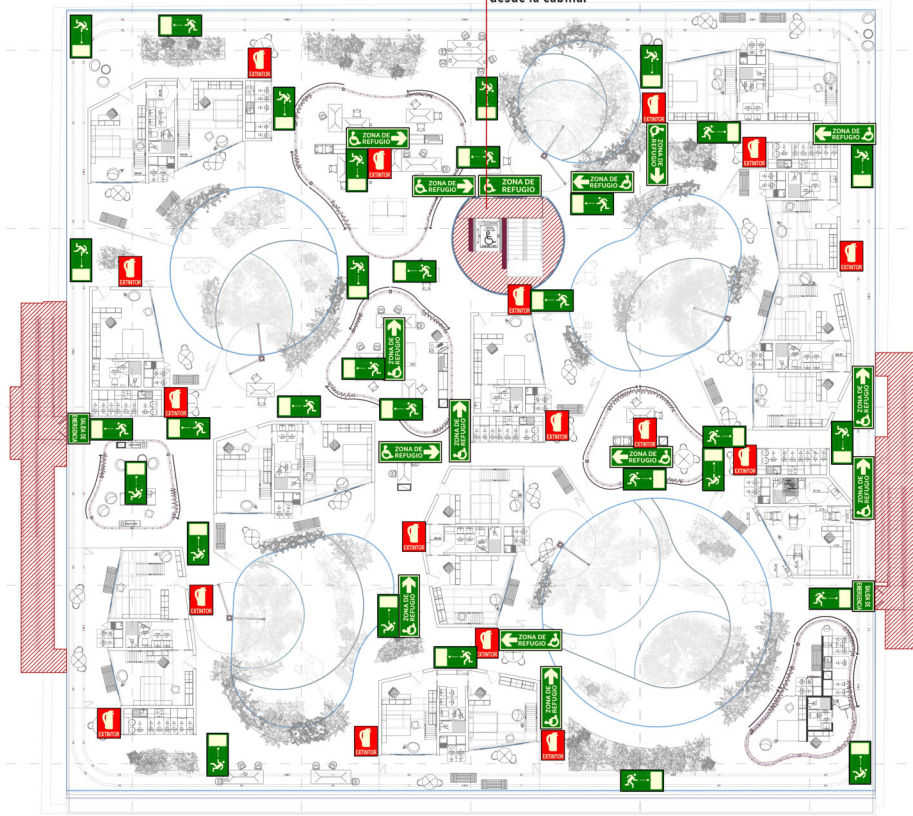 desde la cabina.
EXTINTOR
EXTINTOR
ZONA DE
REFUGIO
ZONA DE
REFUGIO
ZONA DE
REFUGIO
EXTINTOR
EXTINTOR
ZONA DE
REFUGIO
ZONA DE
REFUGIO
ZONA DE
REFUGIO
EXTINTOR
EXTINTOR
EXTINTOR
ZONA DE
REFUGIO
ZONA DE
REFUGIO
EXTINTOR
SALIDA DE
EMERGENCIA
ZONA DE
REFUGIO
EXTINTOR
EXTINTOR
ZONA DE
REFUGIO
ZONA DE
REFUGIO
EXTINTOR
ZONA DE
REFUGIO
EXTINTOR
EXTINTOR
ZONA DE
REFUGIO
SALIDA DE
EMERGENCIA
EXTINTOR
ZONA DE
REFUGIO
ZONA DE
REFUGIO
EXTINTOR
EXTINTOR
EXTINTOR